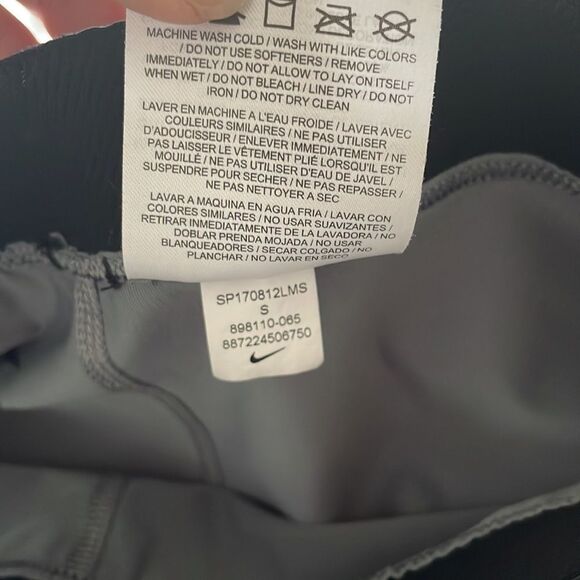 MACHINE WASH COLD / WASH WITH LIKE COLORS
/ DO NOT USE SOFTENERS / REMOVE
IMMEDIATELY / DO NOT ALLOW TO LAY ON ITSELF
WHEN WET / DO NOT BLEACH / LINE DRY / DO NOT
IRON / DO NOT DRY CLEAN
LAVER EN MACHINE A L'EAU FROIDE / LAVER AVEC
COULEURS SIMILAIRES / NE PAS UTILISER
D'ADOUCISSEUR / ENLEVER IMMEDIATEMENT / NE
PAS LAISSER LE VÊTEMENT PLIÉ LORSQU'IL EST
MOUILLÉ / NE PAS UTILISER D'EAU DE JAVEL /
SUSPENDRE POUR SECHER / NE PAS REPASSER /
NE PAS NETTOYER A SEC
LAVAR A MAQUINA EN AGUA FRIA / LAVAR CON
COLORES SIMILARES / NO USAR SUAVIZANTES /
RETIRAR INMEDIATAMENTE DE LA LAVADORA / NO
DOBLAR PRENDA MOJADA / NO USAR
BLANQUEADORES / SECAR COLGADO / NO
PLANCHAR / NO LAVAR EN SECO
SP170812LMS
S
898110-065
887224506750